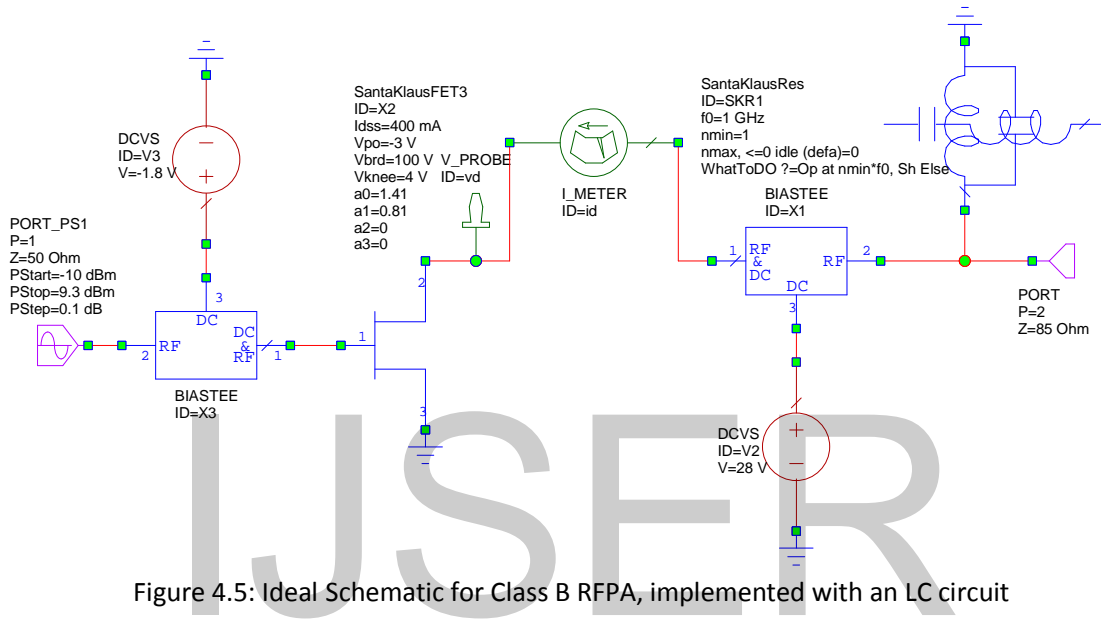 DCVS
ID=V3
V=-1.8 V
PORT_PS1
P=1
Z=50 Ohm
PStart=-10 dBm
PStop=9.3 dBm
PStep=0.1 dB
3
DC
2
RF
DC
&
RF
1
BIASTEE
ID=X3
SantaKlausFET3
ID=X2
Idss=400 mA
Vpo=-3 V
Vbrd=100 V
Vknee=4 V
a0=1.41
a1=0.81
a2=0
a3=0
V_PROBE
ID=vd
1
2
3
I_METER
ID=id
SantaKlausRes
ID=SKR1
f0=1 GHz
nmin=1
nmax, <=0 idle (defa)=0
WhatToDO ?=Op at nmin*f0, Sh Else
BIASTEE
ID=X1
1
RF
&
DC
RF
2
DC
3
PORT
P=2
Z=85 Ohm
DCVS
ID=V2
V=28 V
IJSER
Figure 4.5: Ideal Schematic for Class B RFPA, implemented with an LC circuit